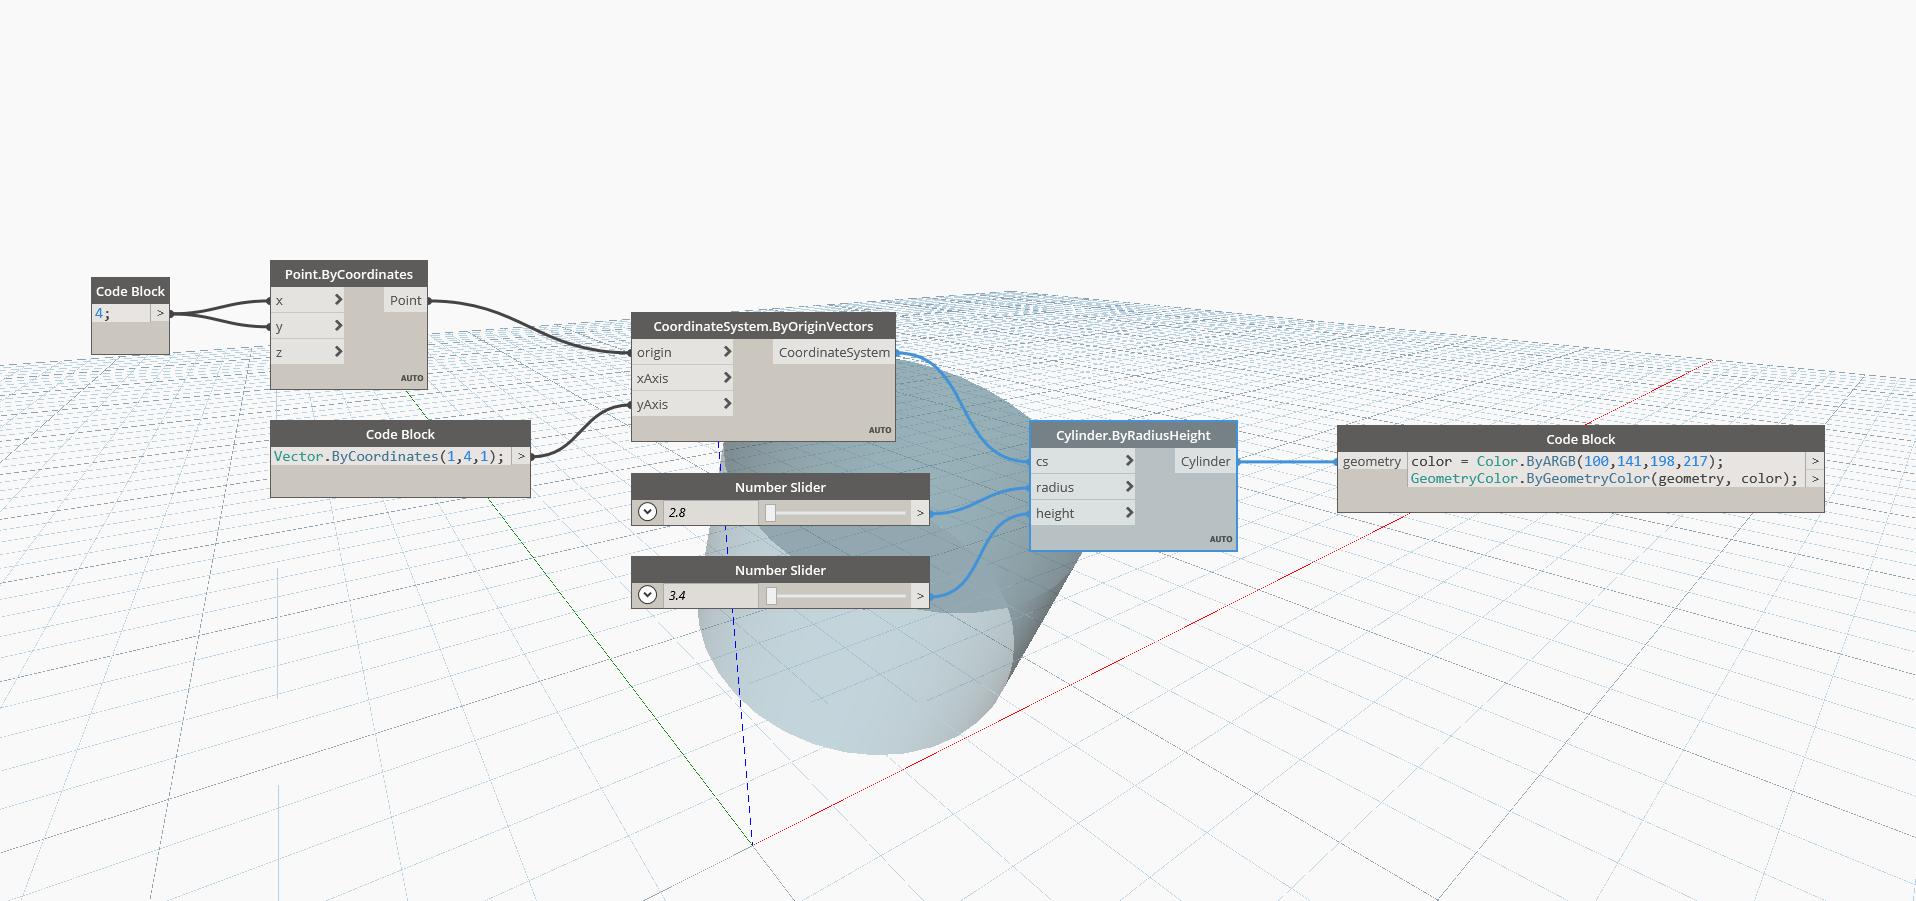 Code Block
4;
>
Point.ByCoordinates
x
y
z
Point
AUTO
Code Block
Vector.ByCoordinates(1,4,1);
>
CoordinateSystem.ByOriginVectors
origin
xAxis
yAxis
CoordinateSystem
AUTO
Number Slider
2.8
>
Number Slider
3.4
>
Cylinder.ByRadiusHeight
cs
radius
height
Cylinder
AUTO
Code Block
geometry
color = Color.ByARGB(100,141,198,217);
>
GeometryColor.ByGeometryColor(geometry, color);
>